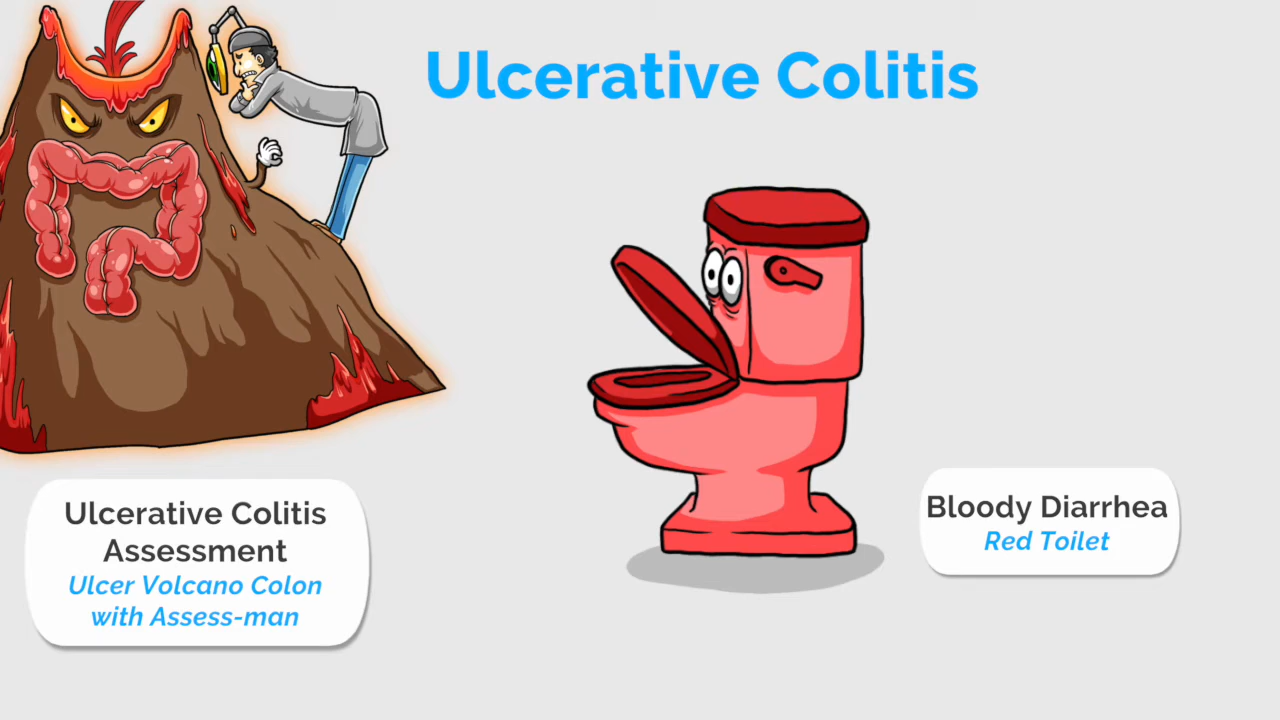 Ulcerative Colitis
Ulcerative Colitis
Assessment
Ulcer Volcano Colon
with Assess-man
Bloody Diarrhea
Red Toilet